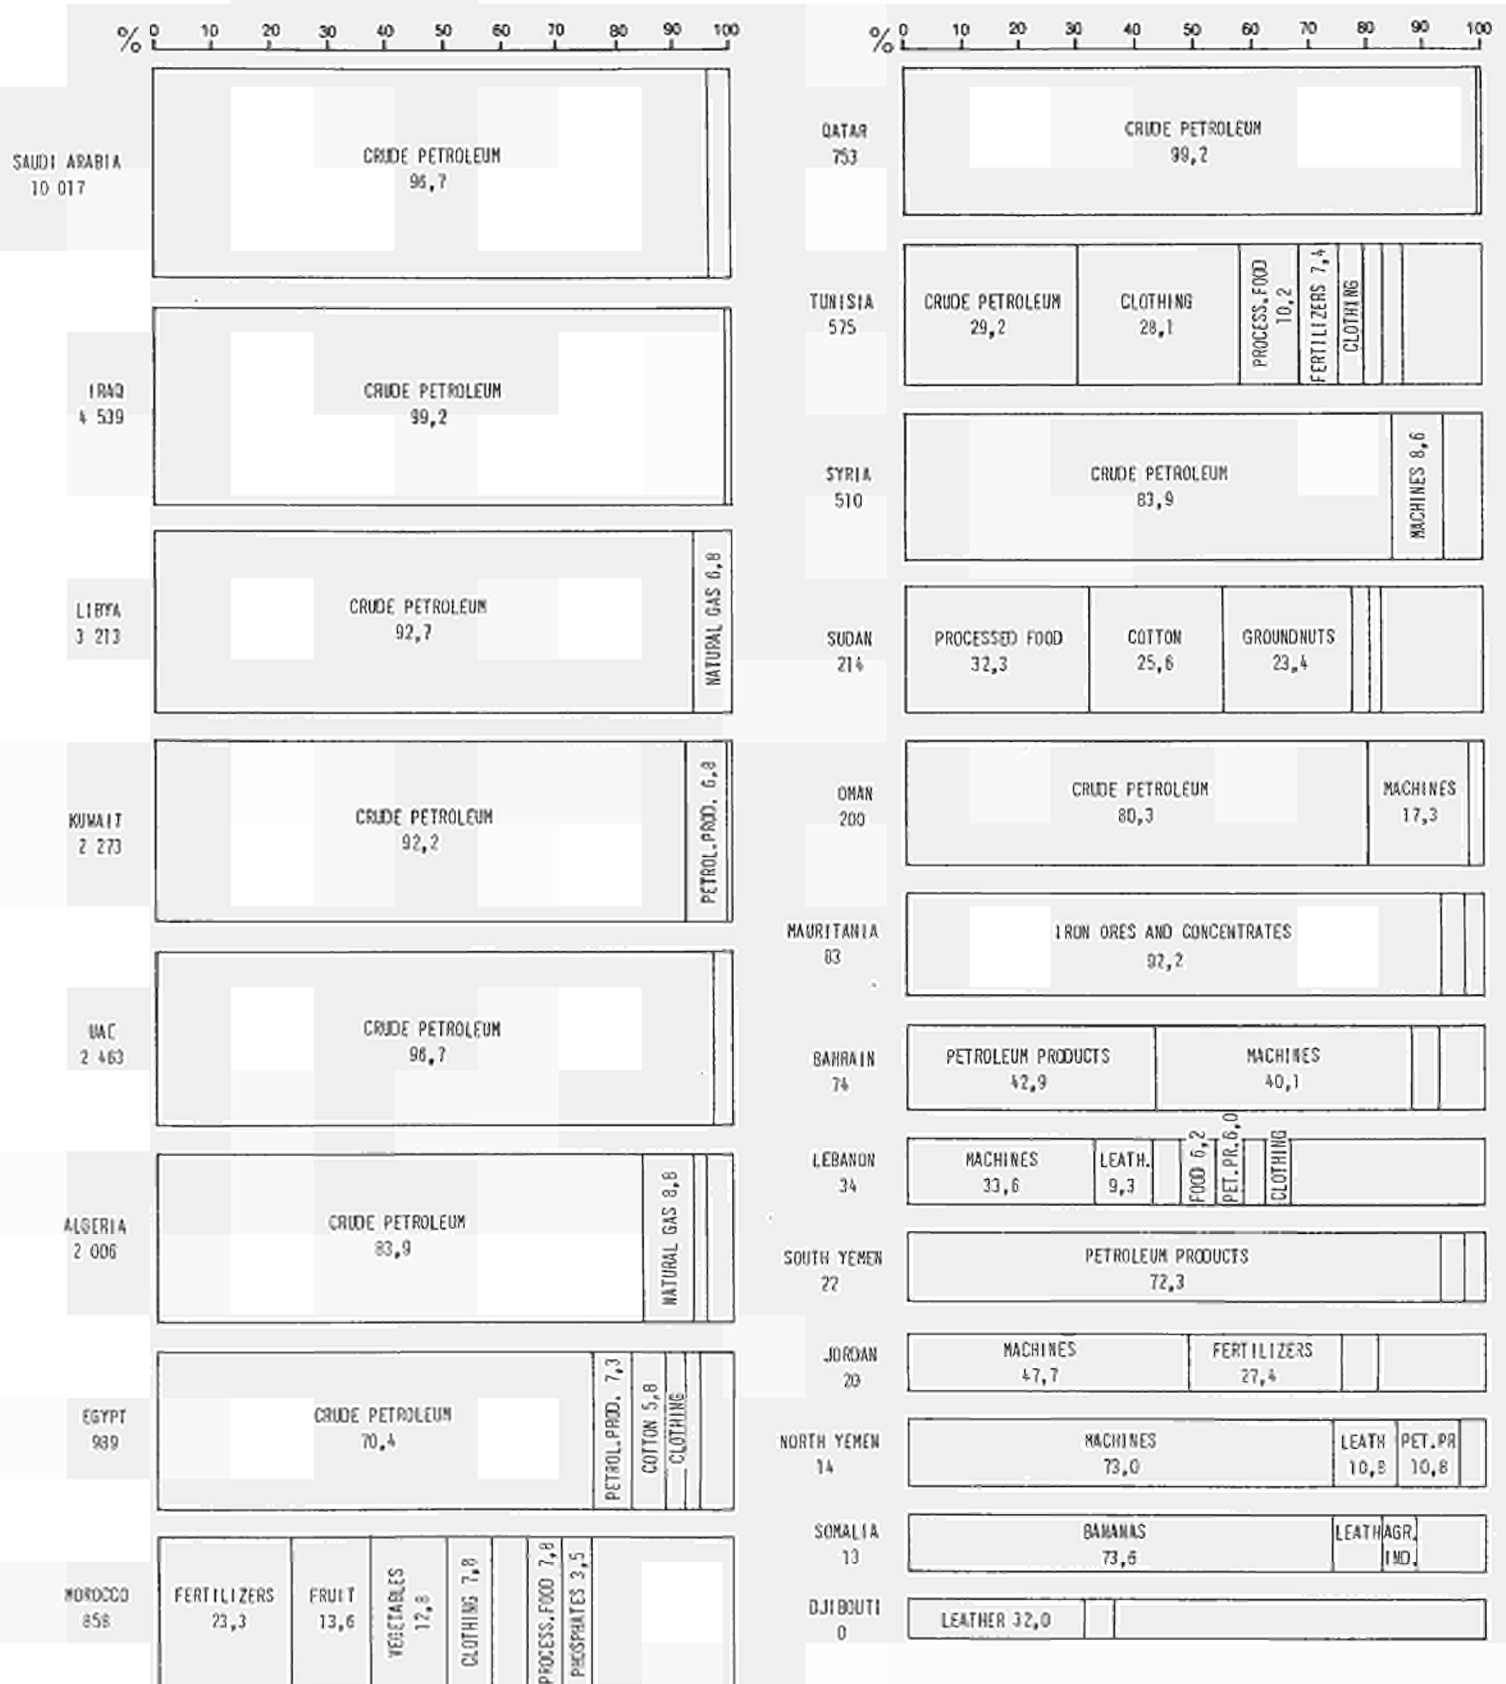 % 0 10 20 30 40 50 60 70 80 90 100
SAUDI ARABIA
10 017
CRUDE PETROLEUM
96,7
IRAQ
4 539
CRUDE PETROLEUM
99,2
LIBYA
3 213
CRUDE PETROLEUM
92,7
NATURAL GAS 6,8
KUWAIT
2 273
CRUDE PETROLEUM
92,2
PETROL.PROD. 6,8
UAE
2 463
CRUDE PETROLEUM
96,7
ALGERIA
2 006
CRUDE PETROLEUM
83,9
NATURAL GAS 8,8
EGYPT
989
CRUDE PETROLEUM
70,4
PETROL.PROD. 7,3
COTTON 5,8
CLOTHING
MOROCCO
858
FERTILIZERS
23,3
FRUIT
13,6
VEGETABLES
12,8
CLOTHING 7,8
PROCESS.FOOD 7,8
PHOSPHATES 3,5
% 0 10 20 30 40 50 60 70 80 90 100
QATAR
753
CRUDE PETROLEUM
99,2
TUNISIA
575
CRUDE PETROLEUM
29,2
CLOTHING
28,1
PROCESS.FOOD
10,2
FERTILIZERS 7,4
CLOTHING
SYRIA
510
CRUDE PETROLEUM
83,9
MACHINES 8,6
SUDAN
214
PROCESSED FOOD
32,3
COTTON
25,6
GROUNDNUTS
23,4
OMAN
200
CRUDE PETROLEUM
80,3
MACHINES
17,3
MAURITANIA
83
IRON ORES AND CONCENTRATES
92,2
BAHRAIN
74
PETROLEUM PRODUCTS
42,9
MACHINES
40,1
LEBANON
34
MACHINES
33,6
LEATH.
9,3
FOOD 6,2
PET.PR.6,0
CLOTHING
SOUTH YEMEN
22
PETROLEUM PRODUCTS
72,3
JORDAN
20
MACHINES
47,7
FERTILIZERS
27,4
NORTH YEMEN
14
MACHINES
73,0
LEATH
10,8
PET.PR
10,8
SOMALIA
13
BANANAS
73,6
LEATH
AGR.
IND.
DJIBOUTI
0
LEATHER 32,0